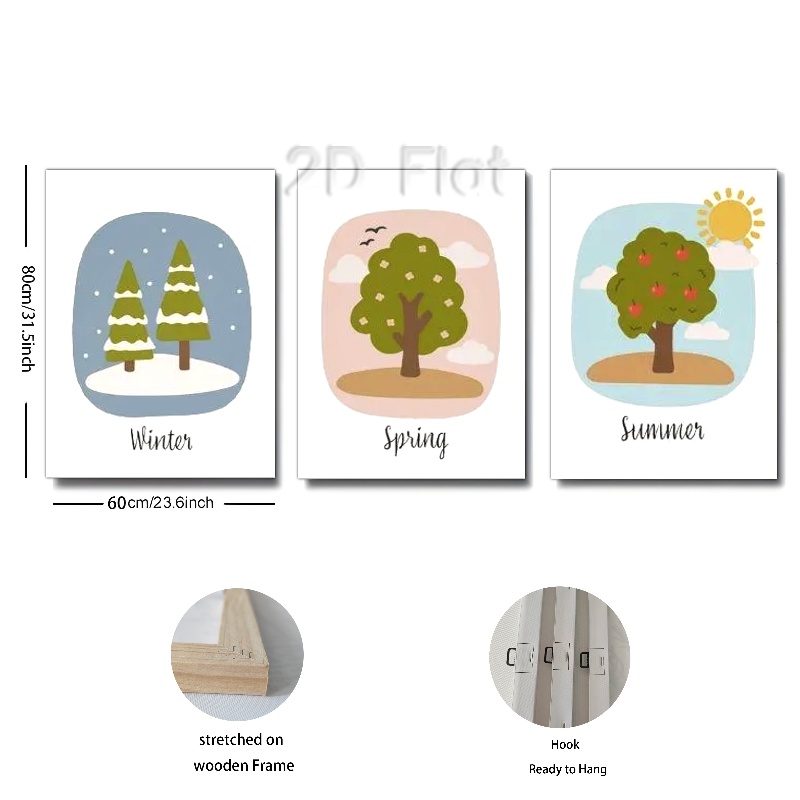 2D Flat
80cm/31.5inch
Winter
Spring
Summer
60cm/23.6inch
stretched on
wooden Frame
Hook
Ready to Hang